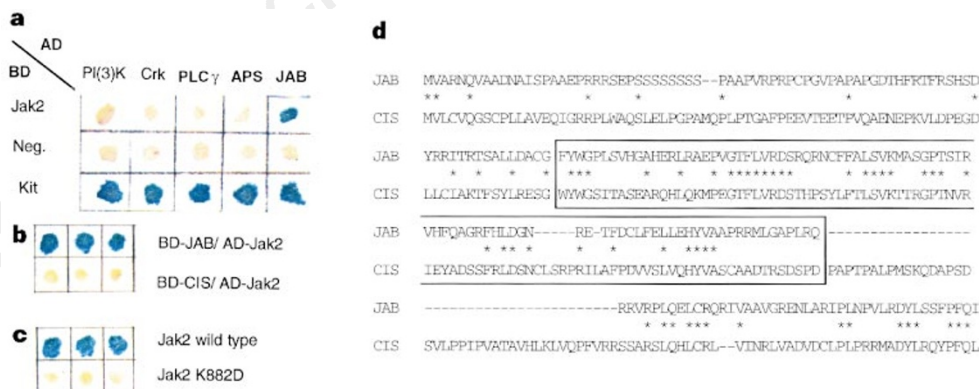 a
AD
BD PI(3)K Crk PLCγ APS JAB
Jak2
Neg.
Kit
b
BD-JAB/ AD-Jak2
BD-CIS/ AD-Jak2
c
Jak2 wild type
Jak2 K882D
d
JAB MVARNQVAADNAISPAAEPRRRSEPSSSSSSSS--PAAPVRPRPCPGVPAPAPGDTHFRTFRSHSD
* * * * * * * *
CIS MVLCVQGSCPLLAVEQIGRRPLWAQSLELPGPAMQPLPTGAFPEEVTEETPVQAENEPKVLDPEGD
JAB YRRITRTSALLDACG FYWGPLSVHGAHERLRAEPVGTFLVRDSRQRNCFFALSVKMASGPTSIR
* * * * *** * * ********* * **** *** *
CIS LLCIAKTFSYLRESG WYWGSITASEARQHLQKMPEGTFLVRDSTHPSYLFTLSVKTTRGPTNVR
JAB VHFQAGRFHLDGN-----RE-TFDCLFELLEHYVAAPRRMLGAPLRQ -----------------
* ** * * * * ****
CIS IEYADSSFRLDSNCLSRPRILAFPDVVSLVQHYVASCAADTRSDSPD PAPTPALPMSKQDAPSD
JAB --------------------RRVRPLQELCRQRIVAAVGRENLARIPLNPVLRDYLSSFPFQI
* ** *** * ** *** ***
CIS SVLPPIPVATAVHLKLVQPFVRRSSARSLQHLCRL--VINRLVADVDCLPLPRRMADYLRQYPFQL